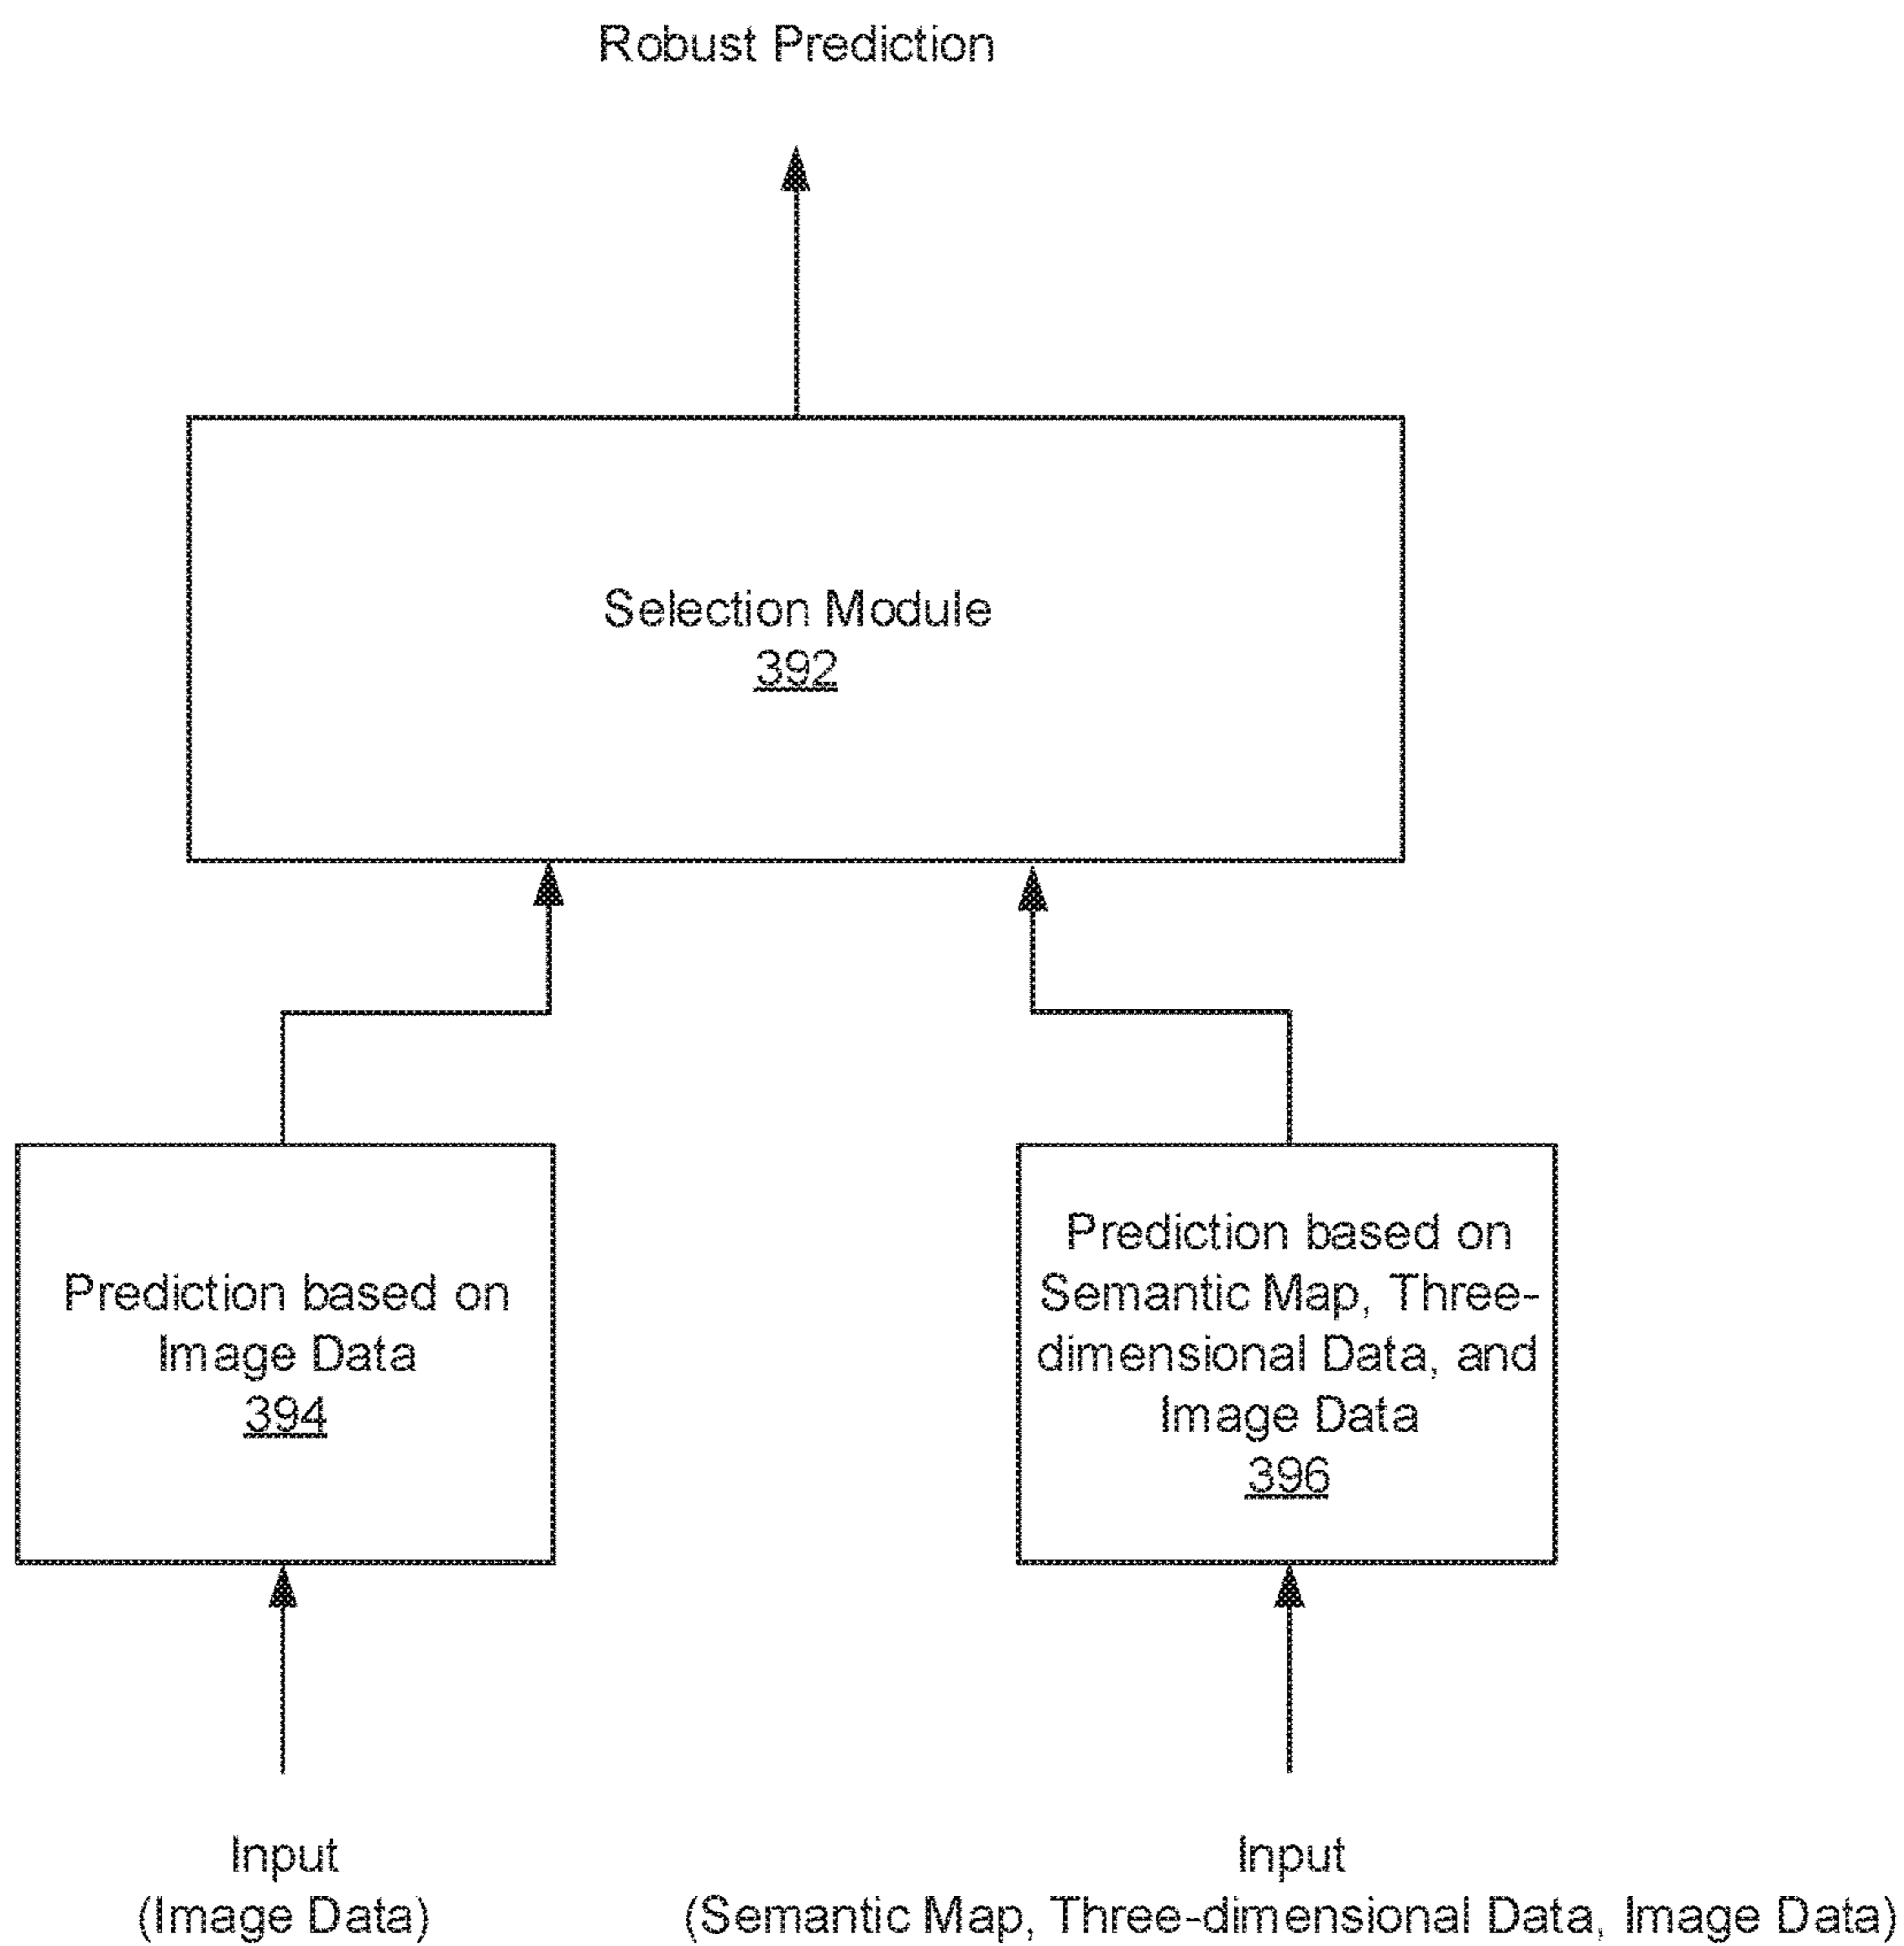 Robust Prediction
Selection Module
392
Prediction based on
Image Data
394
Prediction based on
Semantic Map, Three-
dimensional Data, and
Image Data
396
Input
(Image Data)
Input
(Semantic Map, Three-dimensional Data, Image Data)